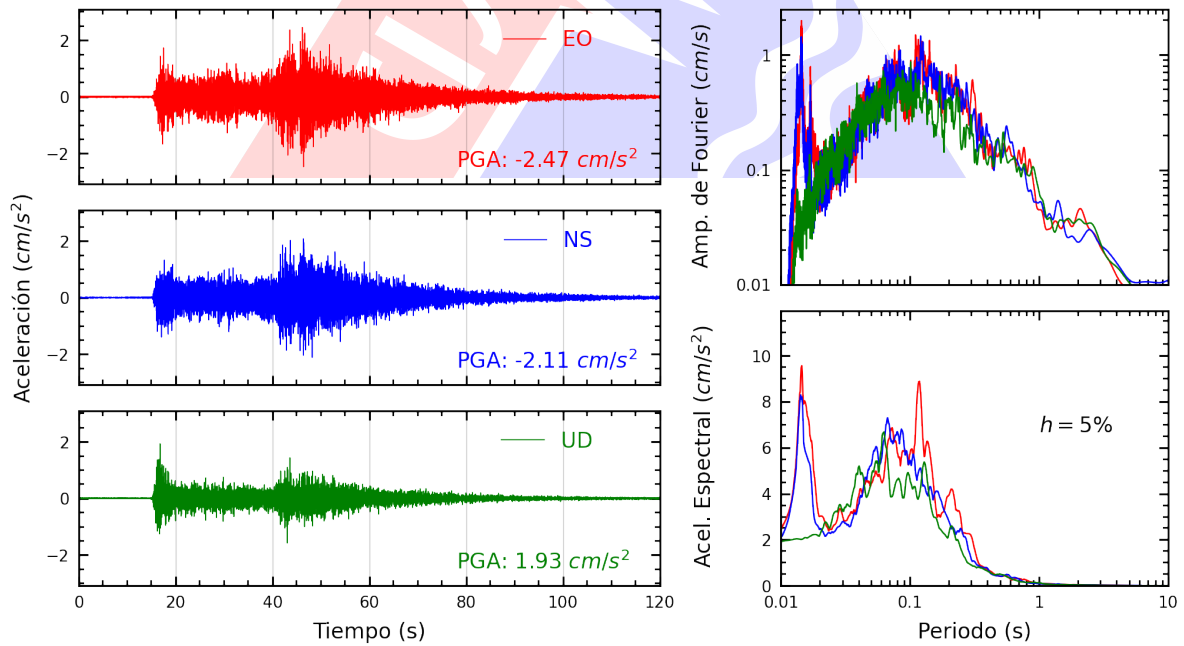 Aceleración (cm/s²)
2
0
−2
EO
PGA: -2.47 cm/s²
2
0
−2
NS
PGA: -2.11 cm/s²
2
0
−2
UD
PGA: 1.93 cm/s²
0 20 40 60 80 100 120
Tiempo (s)
Amp. de Fourier (cm/s)
1
0.1
0.01
Acel. Espectral (cm/s²)
10
8
6
4
2
0
h = 5%
0.01 0.1 1 10
Periodo (s)